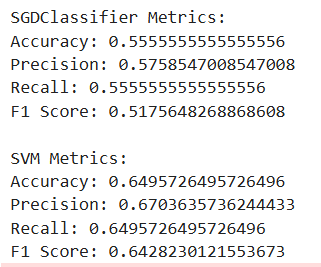 SGDClassifier Metrics:
Accuracy: 0.5555555555555556
Precision: 0.5758547008547008
Recall: 0.5555555555555556
F1 Score: 0.5175648268868608
SVM Metrics:
Accuracy: 0.6495726495726496
Precision: 0.6703635736244433
Recall: 0.6495726495726496
F1 Score: 0.6428230121553673